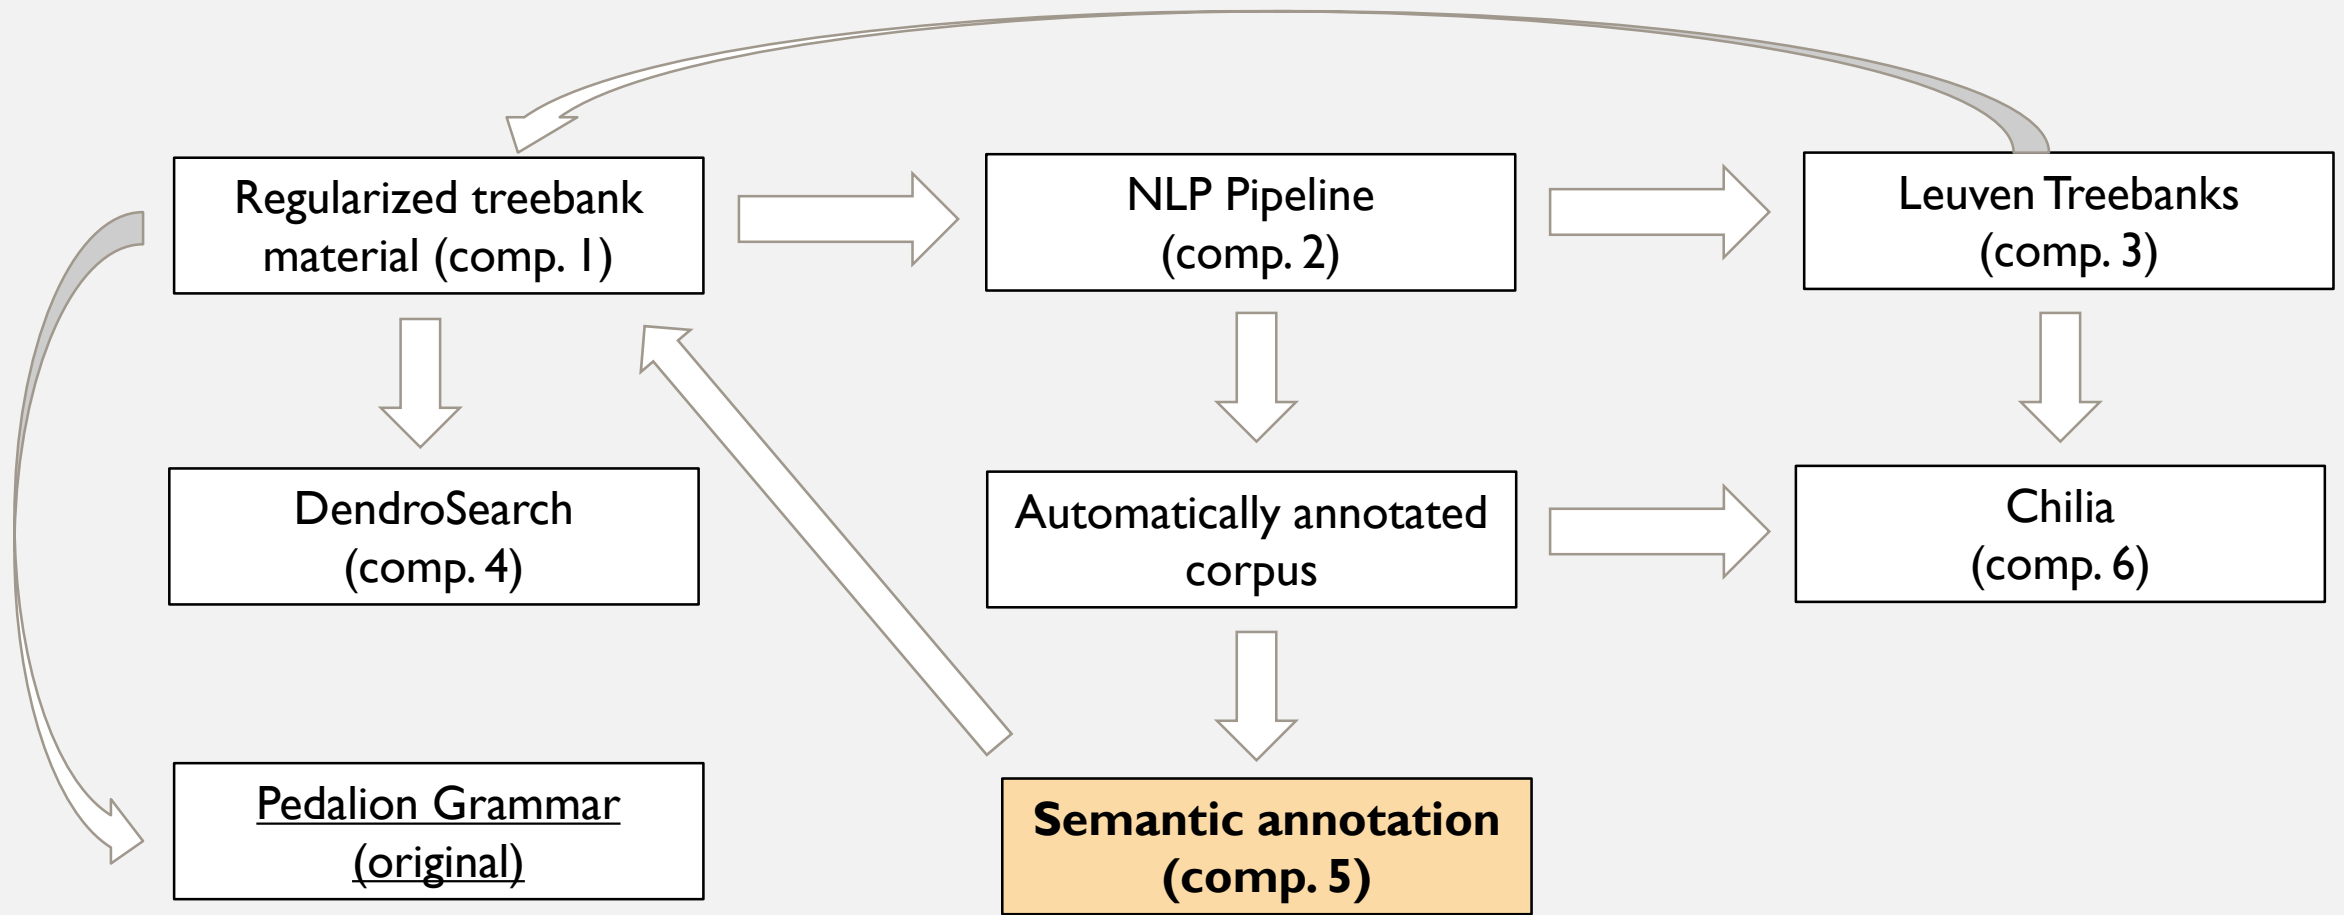 Regularized treebank
material (comp. 1)
NLP Pipeline
(comp. 2)
Leuven Treebanks
(comp. 3)
DendroSearch
(comp. 4)
Automatically annotated
corpus
Chilia
(comp. 6)
Pedalion Grammar
(original)
Semantic annotation
(comp. 5)